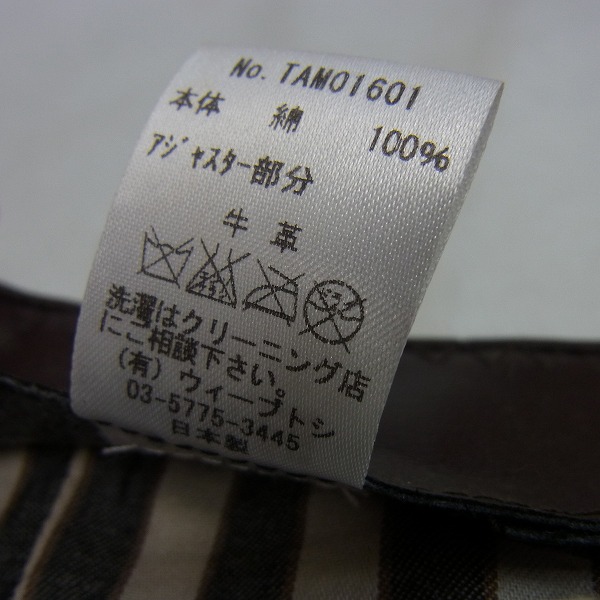 No. TAM01601
本体 綿 100%
アジャスター部分
牛革
洗濯はクリーニング店
にご相談下さい。
(有) ウィープトシ
03-5775-3445
日本製